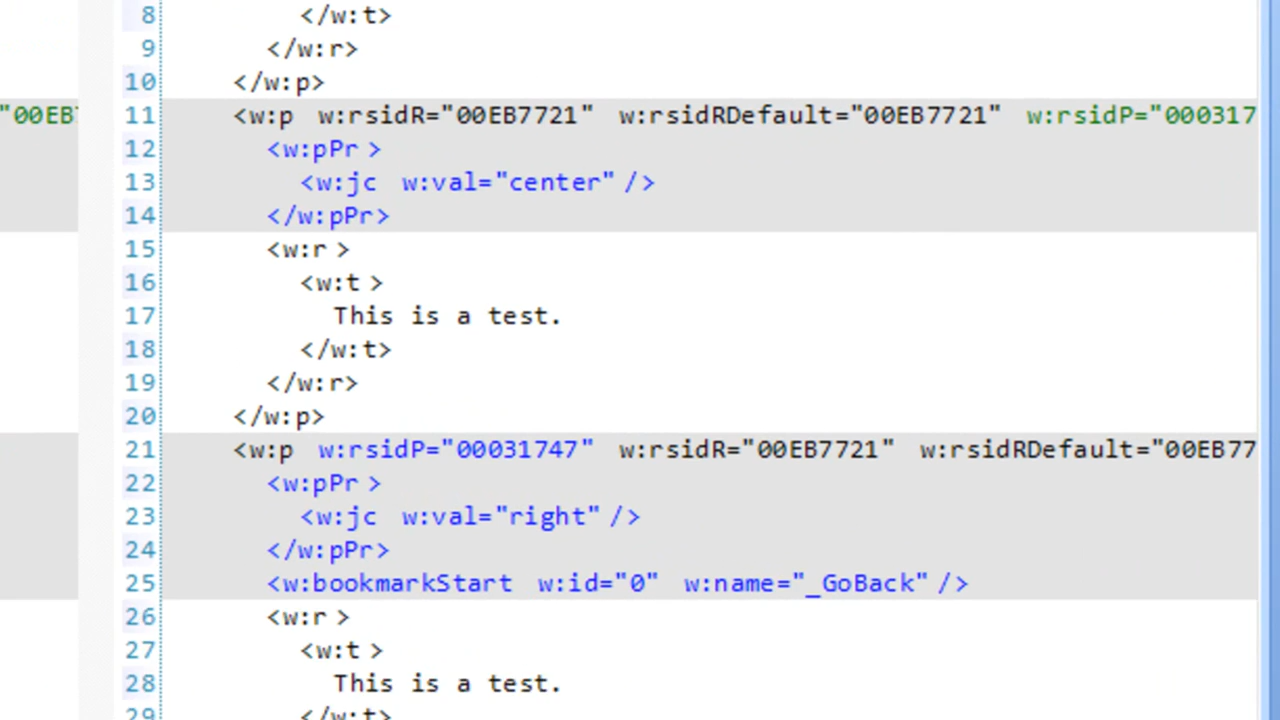 8 </w:t>
9 </w:r>
10 </w:p>
"00EB7 11 <w:p w:rsidR="00EB7721" w:rsidRDefault="00EB7721" w:rsidP="000317
12 <w:pPr >
13 <w:jc w:val="center" />
14 </w:pPr>
15 <w:r >
16 <w:t >
17 This is a test.
18 </w:t>
19 </w:r>
20 </w:p>
21 <w:p w:rsidP="00031747" w:rsidR="00EB7721" w:rsidRDefault="00EB77
22 <w:pPr >
23 <w:jc w:val="right" />
24 </w:pPr>
25 <w:bookmarkStart w:id="0" w:name="_GoBack" />
26 <w:r >
27 <w:t >
28 This is a test.
29 </w:t>